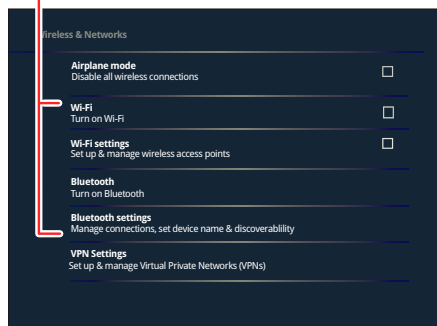 Wireless & Networks
Airplane mode
Disable all wireless connections
Wi-Fi
Turn on Wi-Fi
Wi-Fi settings
Set up & manage wireless access points
Bluetooth
Turn on Bluetooth
Bluetooth settings
Manage connections, set device name & discoverablility
VPN Settings
Set up & manage Virtual Private Networks (VPNs)